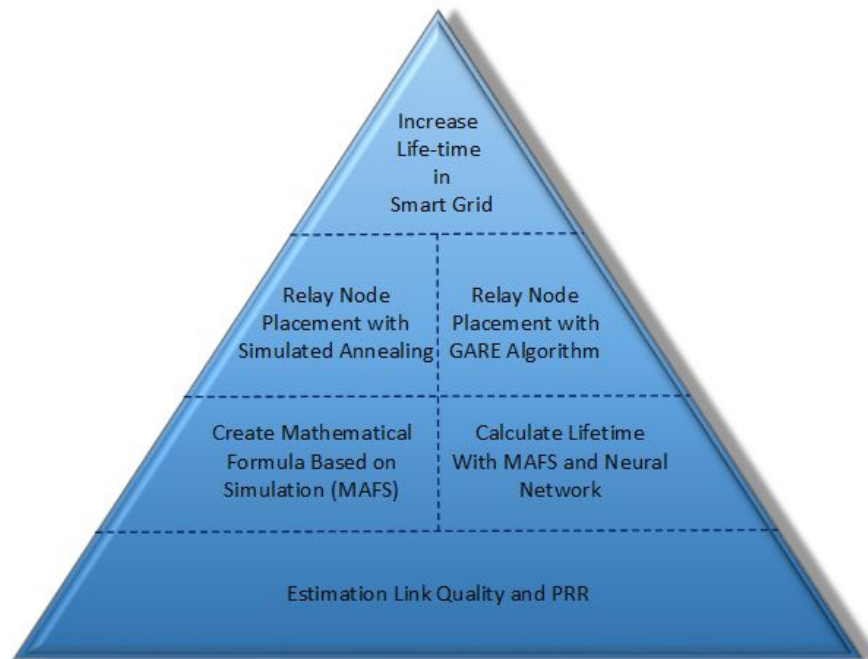 Increase
Life-time
in
Smart Grid
Relay Node
Placement with
Simulated Annealing
Relay Node
Placement with
GARE Algorithm
Create Mathematical
Formula Based on
Simulation (MAFS)
Calculate Lifetime
With MAFS and Neural
Network
Estimation Link Quality and PRR